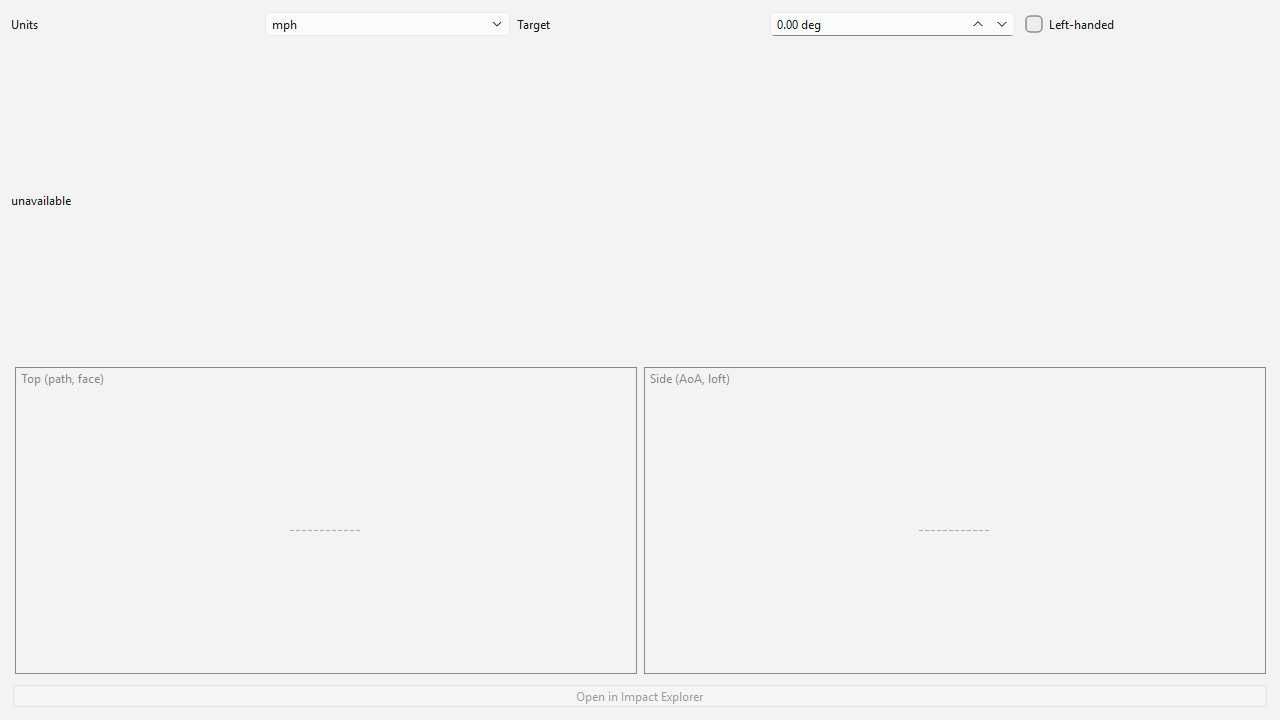 Units mph Target 0.00 deg Left-handed
unavailable
Top (path, face) Side (AoA, loft)
Open in Impact Explorer